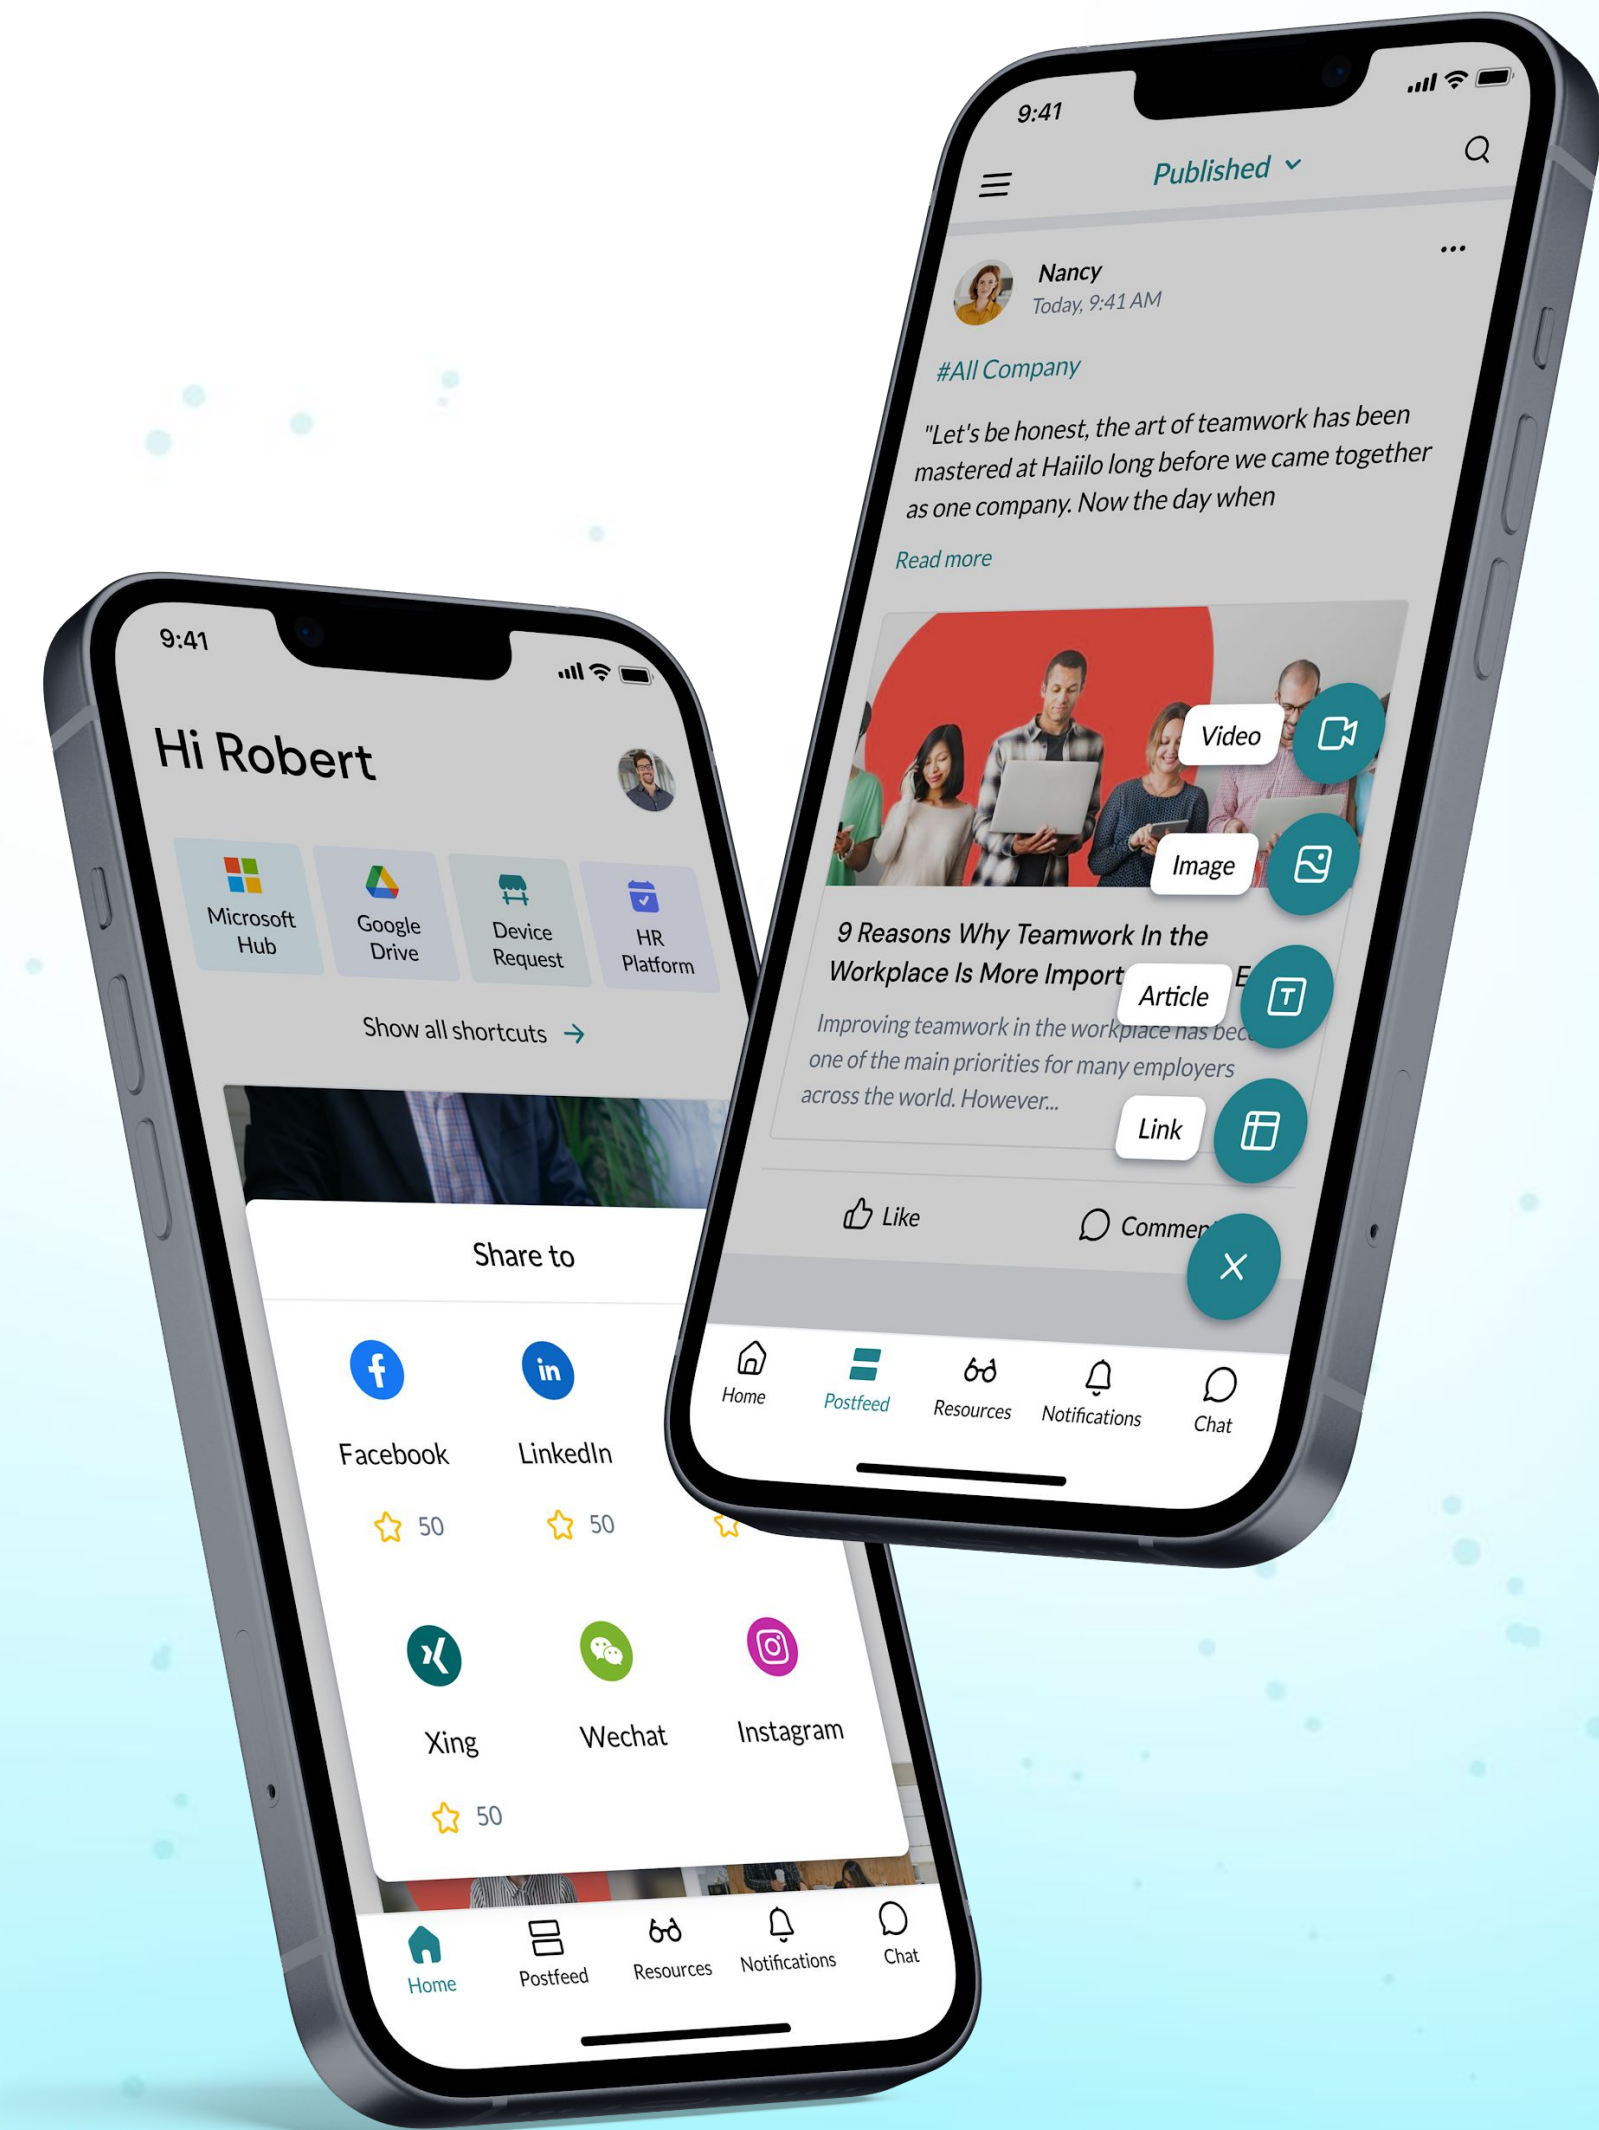 9:41
Published
Nancy
Today, 9:41 AM
#All Company
"Let's be honest, the art of teamwork has been
mastered at Haiilo long before we came together
as one company. Now the day when
Read more
Video
Image
9 Reasons Why Teamwork In the
Workplace Is More Import
Article
Improving teamwork in the workplace has bec
one of the main priorities for many employers
across the world. However...
Link
Like
Commen
Home
Postfeed
Resources
Notifications
Chat
9:41
Hi Robert
Microsoft
Hub
Google
Drive
Device
Request
HR
Platform
Show all shortcuts
Share to
Facebook
LinkedIn
50
50
Xing
Wechat
Instagram
50
Home
Postfeed
Resources
Notifications
Chat